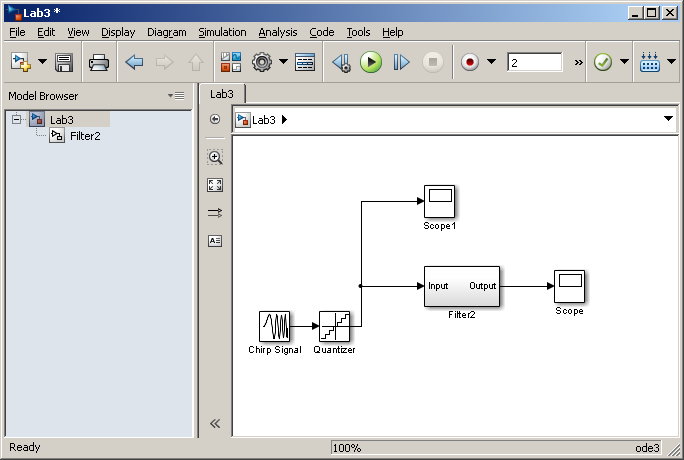 Lab3 *
File Edit View Display Diagram Simulation Analysis Code Tools Help
2 »
Model Browser
Lab3
Filter2
Lab3
Lab3
Scope1
Input Output
Filter2
Scope
Chirp Signal
Quantizer
Ready
100%
ode3